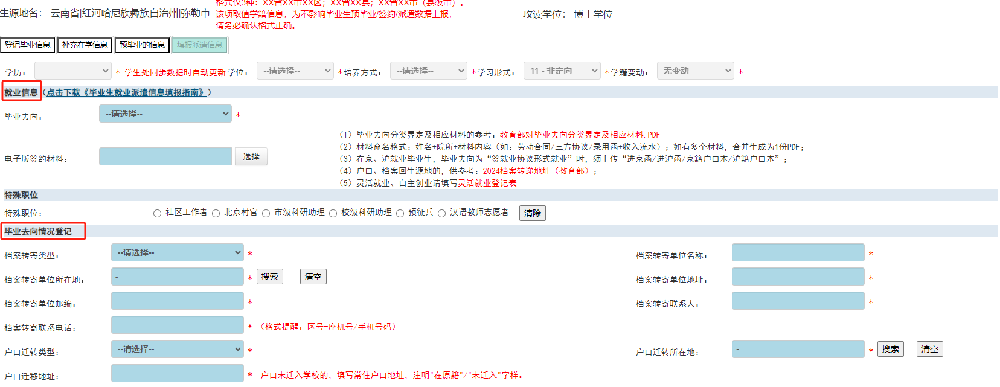 格式仅3种：XX省XX市XX区；XX省XX县；XX省XX市（县级市）。
生源地名： 云南省|红河哈尼族彝族自治州|弥勒市 该项取值学籍信息，为不影响毕业生预毕业/签约/派遣数据上报， 攻读学位： 博士学位
请务必确认格式正确。
登记毕业信息 补充在学信息 预毕业的信息 填报派遣信息
学历： * 学生处同步数据时自动更新 学位： --请选择-- *培养方式： --请选择-- *学习形式： 11 - 非定向 *学籍变动： 无变动 *
就业信息（点击下载《毕业生就业派遣信息填报指南》）
毕业去向： --请选择-- *
（1）毕业去向分类界定及相应材料的参考：教育部对毕业去向分类界定及相应材料.PDF
（2）材料命名格式：姓名+院所+材料内容（如：劳动合同/三方协议/录用函+收入流水）；如有多个材料，合并生成为1份PDF；
电子版签约材料： 选择 （3）在京、沪就业毕业生，毕业去向为“签就业协议形式就业”时，须上传“进京函/进沪函/京籍户口本/沪籍户口本”；
（4）户口、档案回生源地的，供参考：2024档案转递地址（教育部）；
（5）灵活就业、自主创业请填写灵活就业登记表
特殊职位
特殊职位： 社区工作者 北京村官 市级科研助理 校级科研助理 预征兵 汉语教师志愿者 清除
毕业去向情况登记
档案转寄类型： --请选择-- * 档案转寄单位名称： *
档案转寄单位所在地： - * 搜索 清空 档案转寄单位地址： *
档案转寄单位邮编： * 档案转寄联系人： *
档案转寄联系电话： * （格式提醒：区号-座机号/手机号码）
户口迁转类型： --请选择-- * 户口迁转所在地： - * 搜索 清空
户口迁移地址： * 户口未迁入学校的，填写常住户口地址，注明"在原籍"/"未迁入"字样。